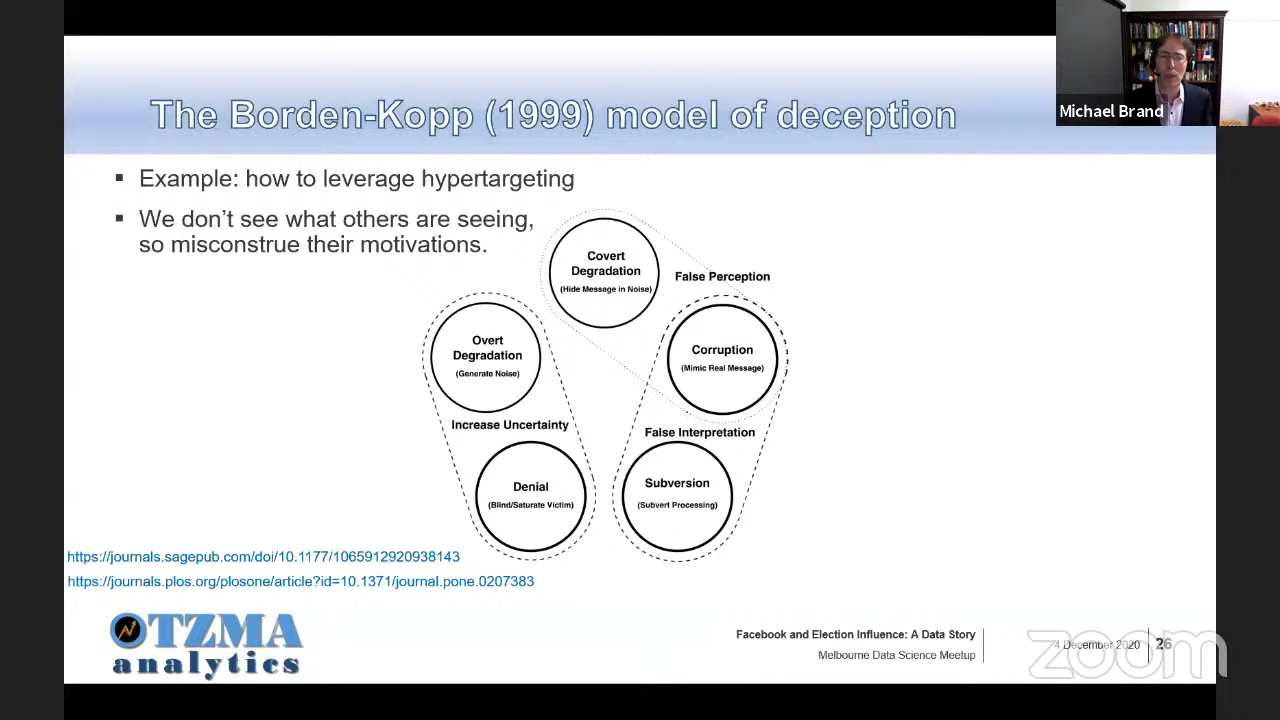 The Borden-Kopp (1999) model of deception
Michael Brand
▪ Example: how to leverage hypertargeting
▪ We don't see what others are seeing,
so misconstrue their motivations.
Covert
Degradation
(Hide Message in Noise)
False Perception
Overt
Degradation
(Generate Noise)
Corruption
(Mimic Real Message)
Increase Uncertainty
False Interpretation
Denial
(Blind/Saturate Victim)
Subversion
(Subvert Processing)
https://journals.sagepub.com/doi/10.1177/1065912920938143
https://journals.plos.org/plosone/article?id=10.1371/journal.pone.0207383
OTZMA
analytics
Facebook and Election Influence: A Data Story
Melbourne Data Science Meetup
4 December 2020
26
zoom